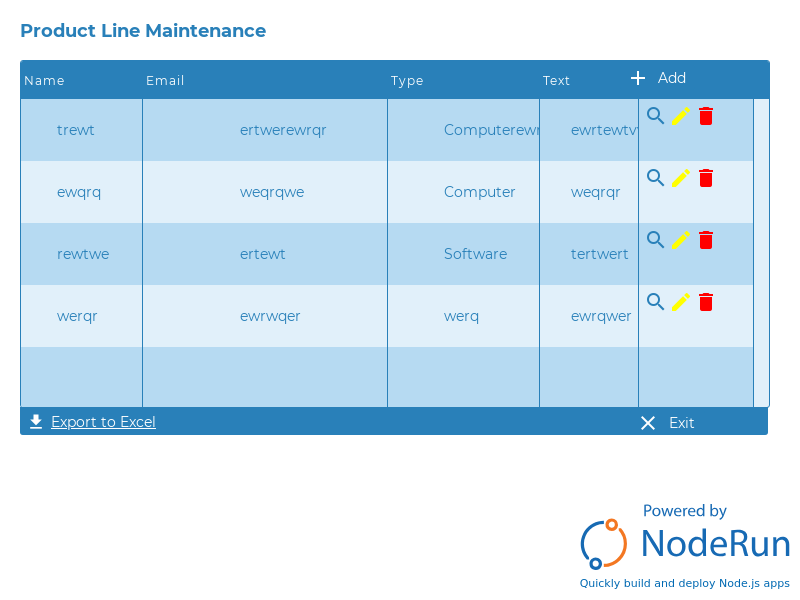 Product Line Maintenance
Name Email Type Text Add
trewt ertwerewrqr Computerewr ewrtewtv
ewqrq weqrqwe Computer weqrqr
rewtwe ertewt Software tertwert
werqr ewrwqer werq ewrqwer
Export to Excel Exit
Powered by
NodeRun
Quickly build and deploy Node.js apps